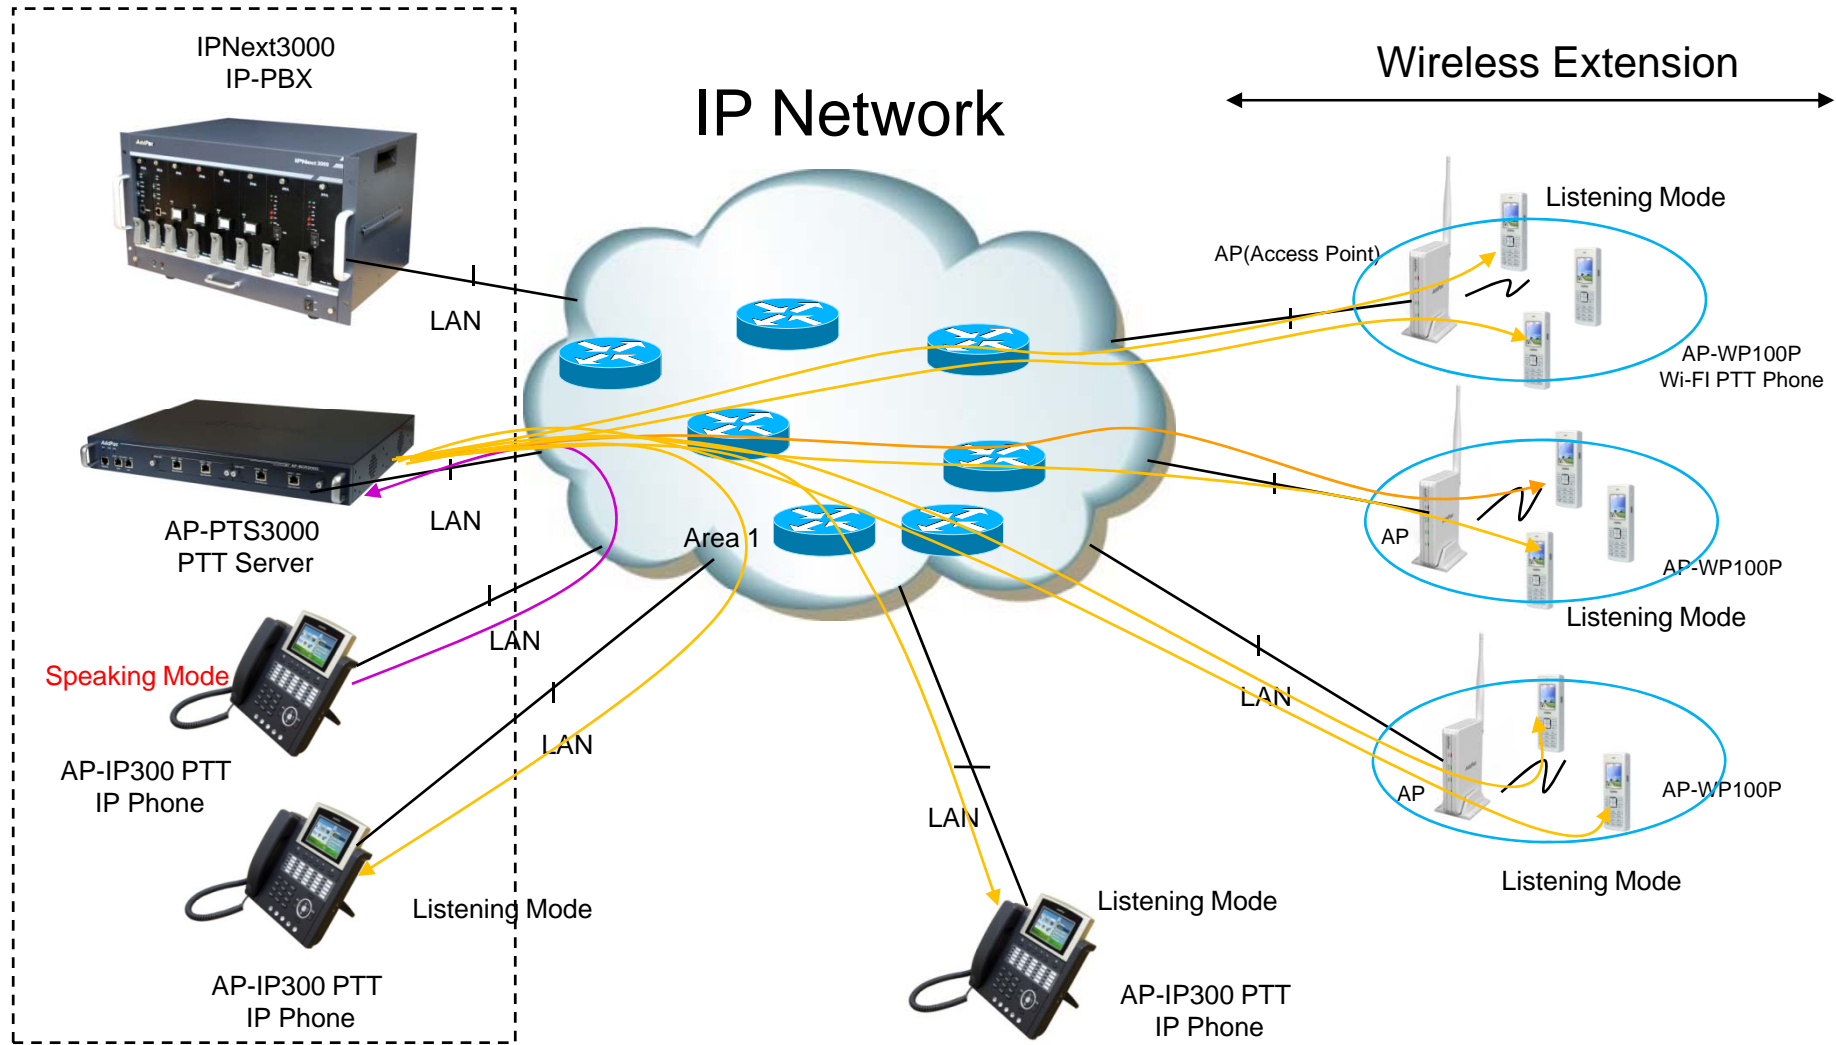 IPNext3000
IP-PBX
Wireless Extension
IP Network
IPNext 3000
Listening Mode
AP(Access Point)
LAN
AP-WP100P
Wi-FI PTT Phone
AP-PTS3000
PTT Server
LAN
Area 1
AP
AP-WP100P
Listening Mode
LAN
Speaking Mode
AP-IP300 PTT
IP Phone
LAN
LAN
LAN
AP
AP-WP100P
Listening Mode
Listening Mode
AP-IP300 PTT
IP Phone
Listening Mode
AP-IP300 PTT
IP Phone